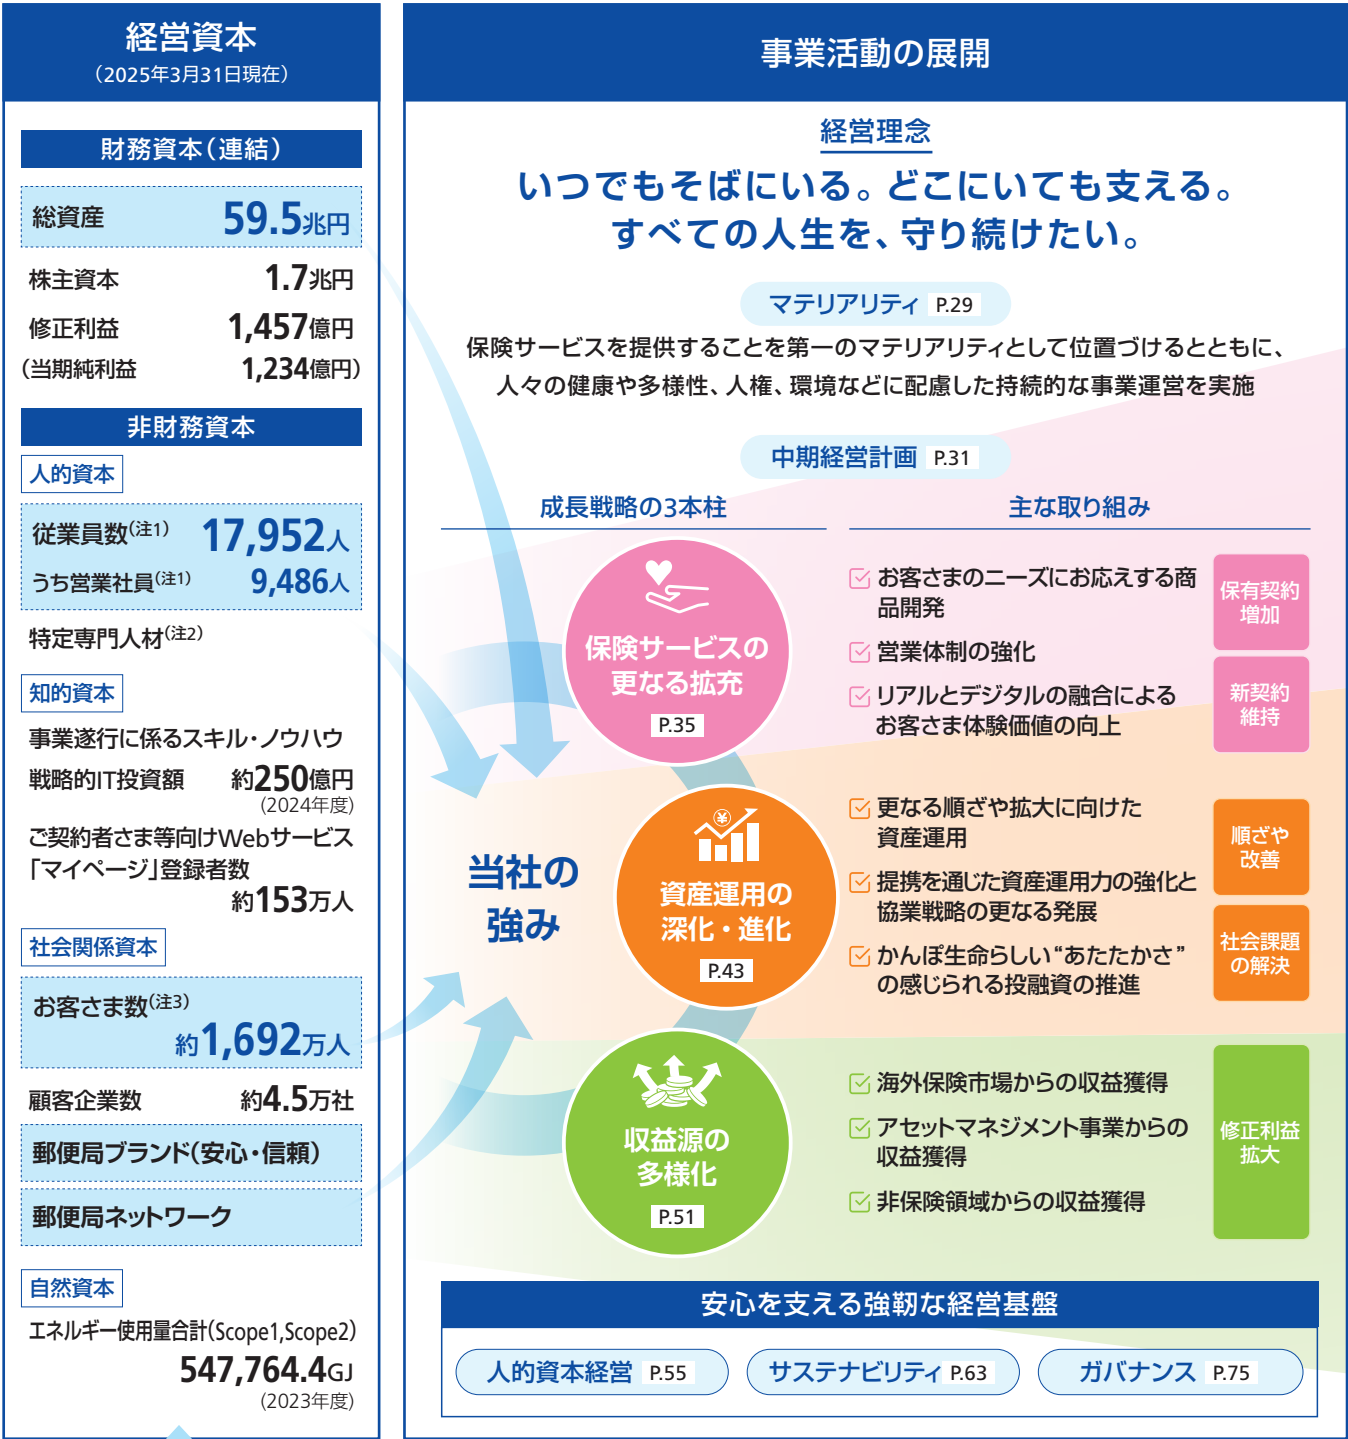 経営資本
（2025年3月31日現在）
財務資本（連結）
総資産 59.5兆円
株主資本 1.7兆円
修正利益 1,457億円
（当期純利益 1,234億円）
非財務資本
人的資本
従業員数(注1) 17,952人
うち営業社員(注1) 9,486人
特定専門人材(注2)
知的資本
事業遂行に係るスキル・ノウハウ
戦略的IT投資額 約250億円
(2024年度)
ご契約者さま等向けWebサービス
「マイページ」登録者数
約153万人
社会関係資本
お客さま数(注3)
約1,692万人
顧客企業数 約4.5万社
郵便局ブランド（安心・信頼）
郵便局ネットワーク
自然資本
エネルギー使用量合計(Scope1,Scope2)
547,764.4GJ
(2023年度)
事業活動の展開
経営理念
いつでもそばにいる。どこにいても支える。
すべての人生を、守り続けたい。
マテリアリティ P.29
保険サービスを提供することを第一のマテリアリティとして位置づけるとともに、
人々の健康や多様性、人権、環境などに配慮した持続的な事業運営を実施
中期経営計画 P.31
成長戦略の3本柱
主な取り組み
当社の
強み
保険サービスの
更なる拡充
P.35
お客さまのニーズにお応えする商
品開発
営業体制の強化
リアルとデジタルの融合による
お客さま体験価値の向上
保有契約
増加
新契約
維持
資産運用の
深化・進化
P.43
更なる順ざや拡大に向けた
資産運用
提携を通じた資産運用力の強化と
協業戦略の更なる発展
かんぽ生命らしい“あたたかさ”
の感じられる投融資の推進
順ざや
改善
社会課題
の解決
収益源の
多様化
P.51
海外保険市場からの収益獲得
アセットマネジメント事業からの
収益獲得
非保険領域からの収益獲得
修正利益
拡大
安心を支える強靭な経営基盤
人的資本経営 P.55
サステナビリティ P.63
ガバナンス P.75